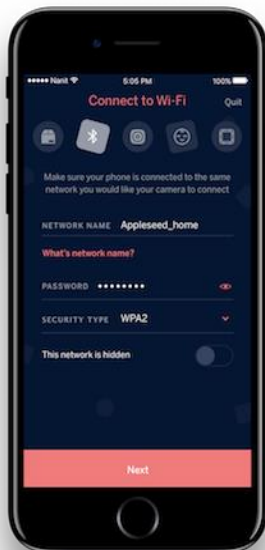 Nanit 5:05 PM 100%
Connect to Wi-Fi Quit
Make sure your phone is connected to the same
network you would like your camera to connect
NETWORK NAME Appleseed_home
What's network name?
PASSWORD ••••••••
SECURITY TYPE WPA2
This network is hidden
Next